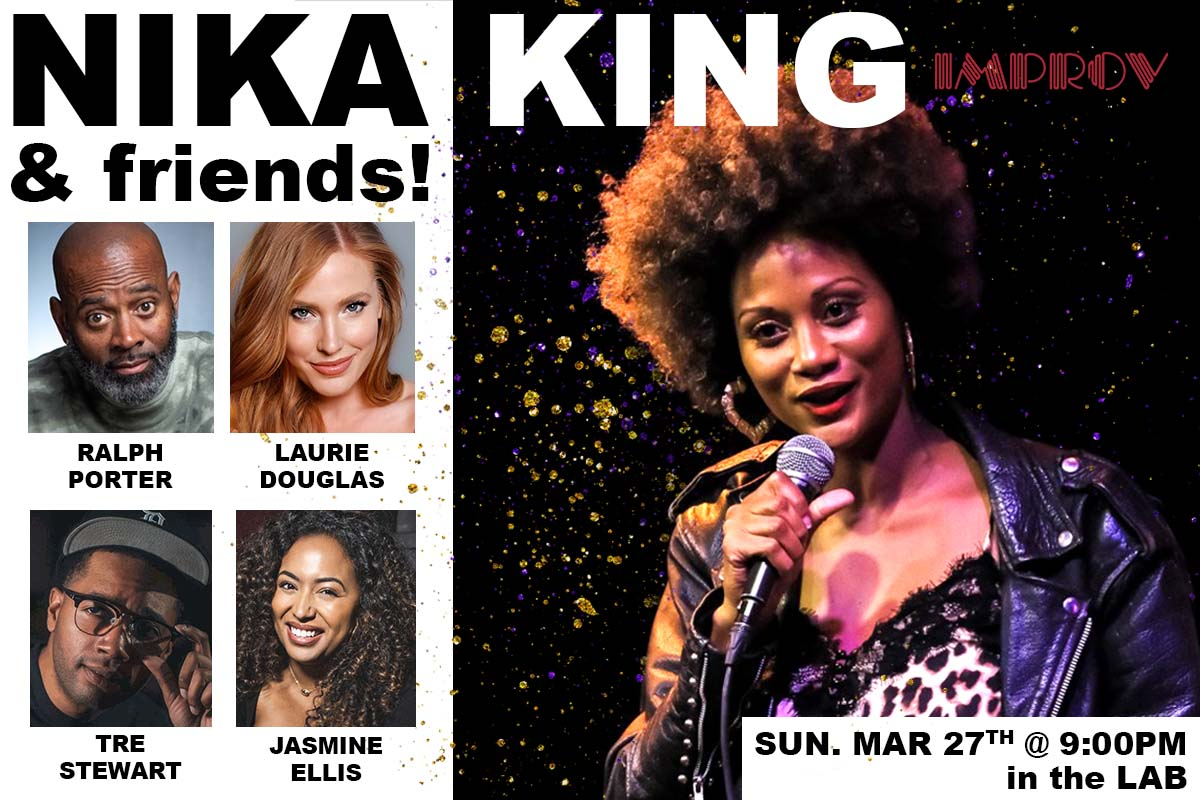 NIKA KING
IMPROV
& friends!
RALPH
PORTER
LAURIE
DOUGLAS
TRE
STEWART
JASMINE
ELLIS
SUN. MAR 27TH @ 9:00PM
in the LAB